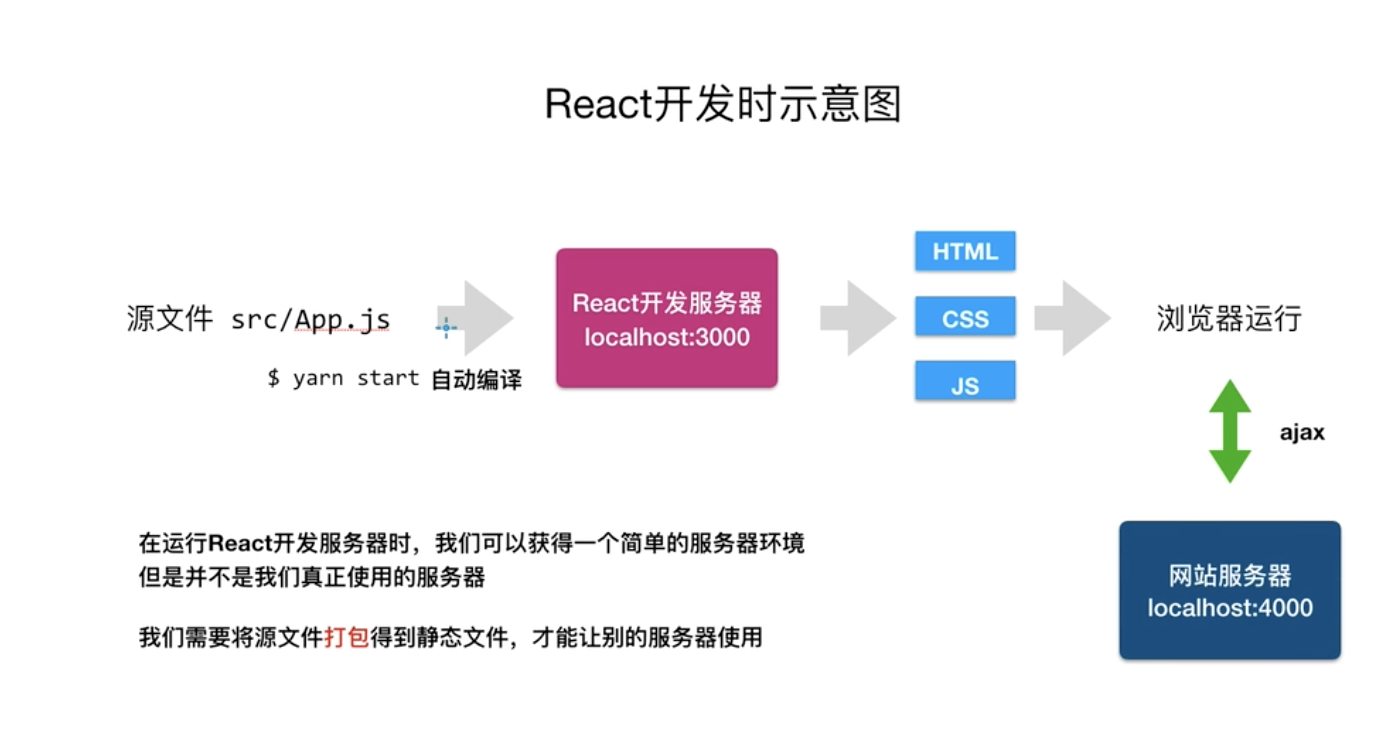 React开发时示意图
源文件 src/App.js
$ yarn start 自动编译
React开发服务器
localhost:3000
HTML
CSS
JS
浏览器运行
ajax
网站服务器
localhost:4000
在运行React开发服务器时，我们可以获得一个简单的服务器环境
但是并不是我们真正使用的服务器
我们需要将源文件打包得到静态文件，才能让别的服务器使用